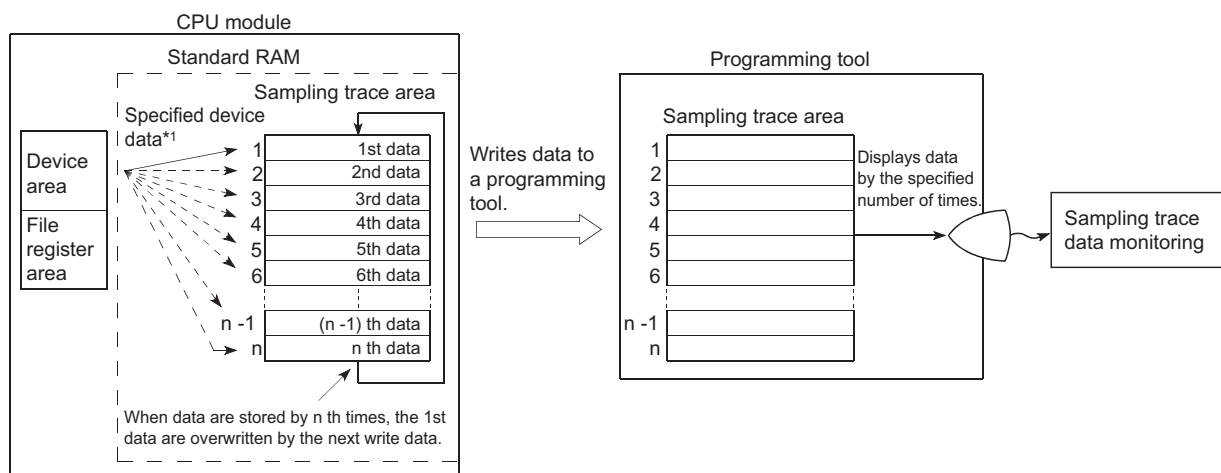 CPU module
Standard RAM
Sampling trace area
Specified device
data*1
Device
area
File
register
area
1 1st data
2 2nd data
3 3rd data
4 4th data
5 5th data
6 6th data
n -1 (n -1) th data
n n th data
When data are stored by n th times, the 1st
data are overwritten by the next write data.
Writes data to
a programming
tool.
Programming tool
Sampling trace area
1
2
3
4
5
6
n -1
n
Displays data
by the specified
number of times.
Sampling trace
data monitoring